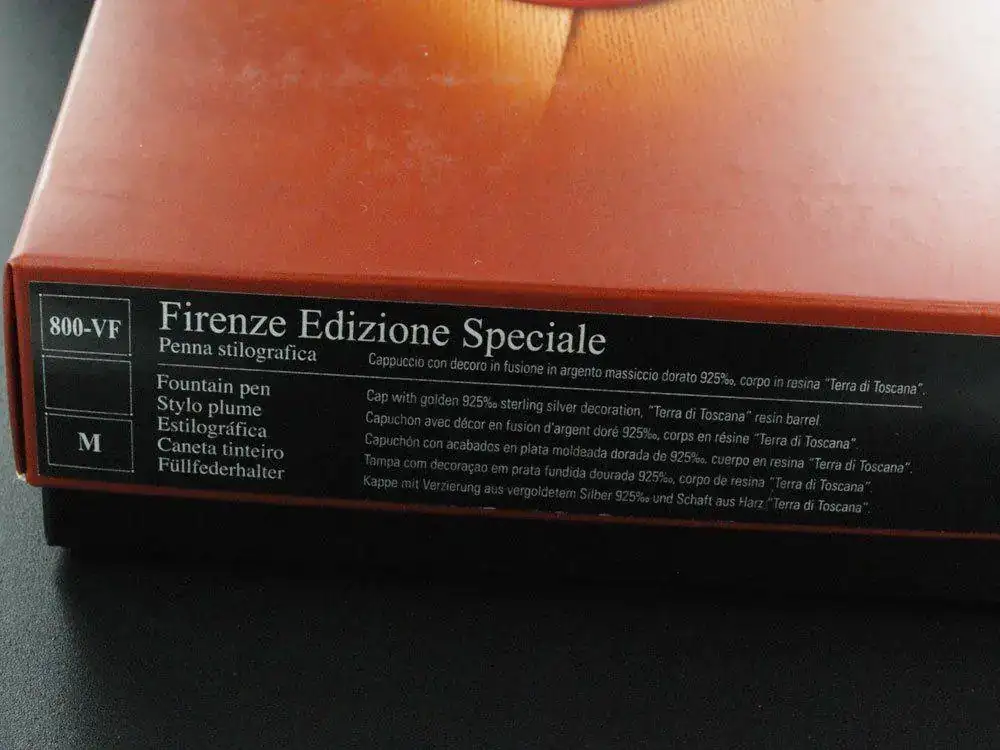 800-VF
Firenze Edizione Speciale
Penna stilografica Cappuccio con decoro in fusione in argento massiccio dorato 925‰, corpo in resina "Terra di Toscana".
Fountain pen Cap with golden 925‰ sterling silver decoration, "Terra di Toscana" resin barrel.
Stylo plume Capuchon avec décor en fusion d'argent doré 925‰, corps en résine "Terra di Toscana".
Estilográfica Capuchón con acabados en plata moldeada dorada de 925‰, cuerpo en resina "Terra di Toscana".
Caneta tinteiro Tampa com decoraçao em prata fundida dourada 925‰, corpo de resina "Terra di Toscana".
Füllfederhalter Kappe mit Verzierung aus vergoldetem Silber 925‰ und Schaft aus Harz "Terra di Toscana".
M